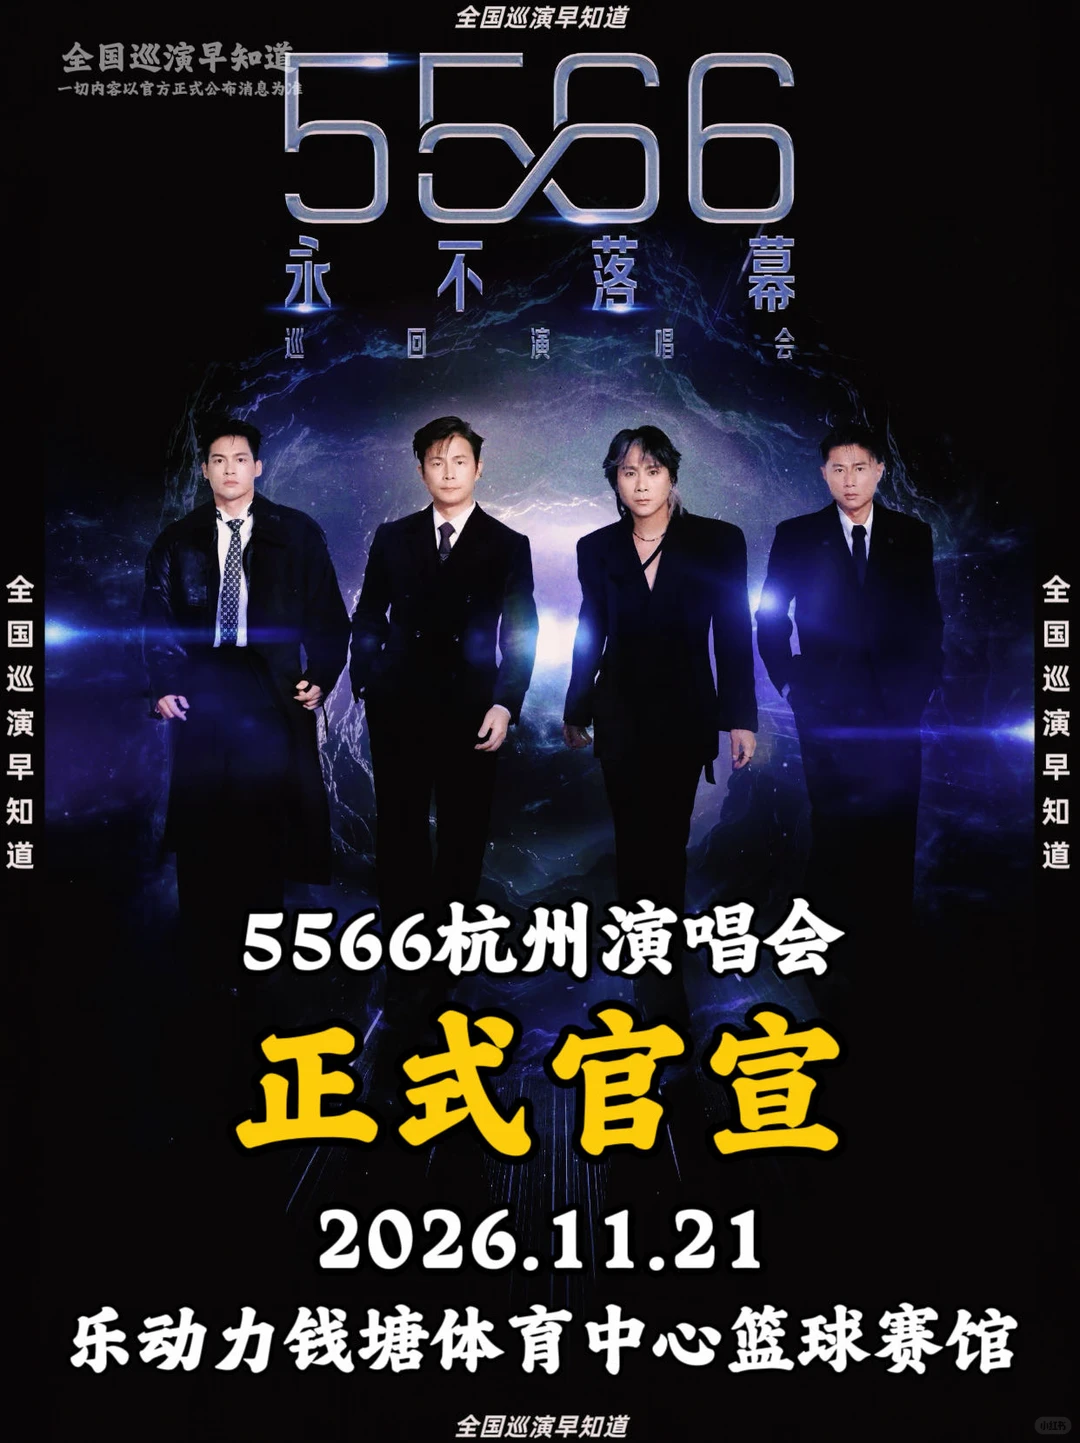 全国巡演早知道
全国巡演早知道
一切内容以官方正式公布消息为准
5566
永不落幕
巡回演唱会
全国巡演早知道
全国巡演早知道
5566杭州演唱会
正式官宣
2026.11.21
乐动力钱塘体育中心篮球赛馆
全国巡演早知道
小红书